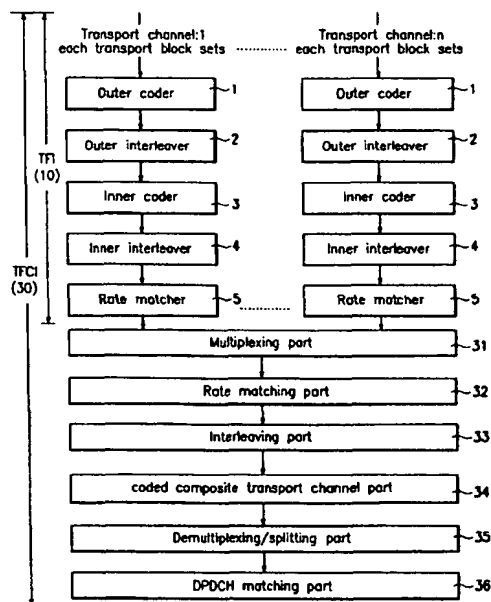 Transport channel:1
each transport block sets
Transport channel:n
each transport block sets
Outer coder
1
Outer coder
1
Outer interleaver
2
Outer interleaver
2
TFI
(10)
Inner coder
3
Inner coder
3
TFCI
(30)
Inner interleaver
4
Inner interleaver
4
Rate matcher
5
Rate matcher
5
Multiplexing part
31
Rate matching part
32
Interleaving part
33
coded composite transport channel part
34
Demultiplexing/splitting part
35
DPDCH matching part
36